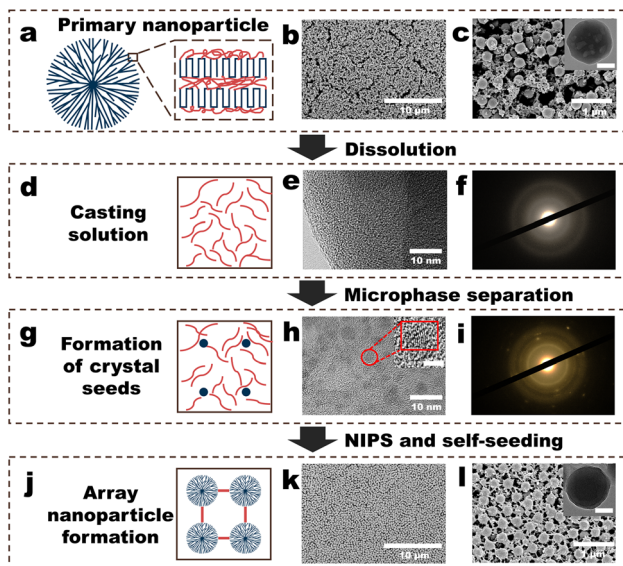 a
Primary nanoparticle
b
10 μm
c
1 μm
Dissolution
d
Casting
solution
e
10 nm
f
Microphase separation
g
Formation
of crystal
seeds
h
10 nm
i
NIPS and self-seeding
j
Array
nanoparticle
formation
k
10 μm
l
1 μm